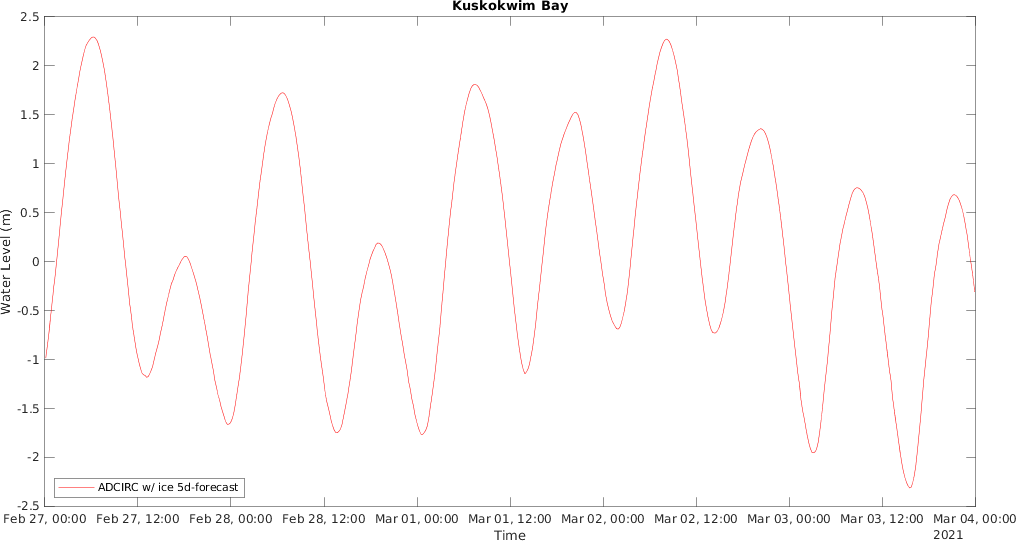 Kuskokwim Bay
2.5
2
1.5
1
0.5
0
-0.5
-1
-1.5
-2
-2.5
Water Level (m)
ADCIRC w/ ice 5d-forecast
Feb 27, 00:00 Feb 27, 12:00 Feb 28, 00:00 Feb 28, 12:00 Mar 01, 00:00 Mar 01, 12:00 Mar 02, 00:00 Mar 02, 12:00 Mar 03, 00:00 Mar 03, 12:00 Mar 04, 00:00
Time
2021